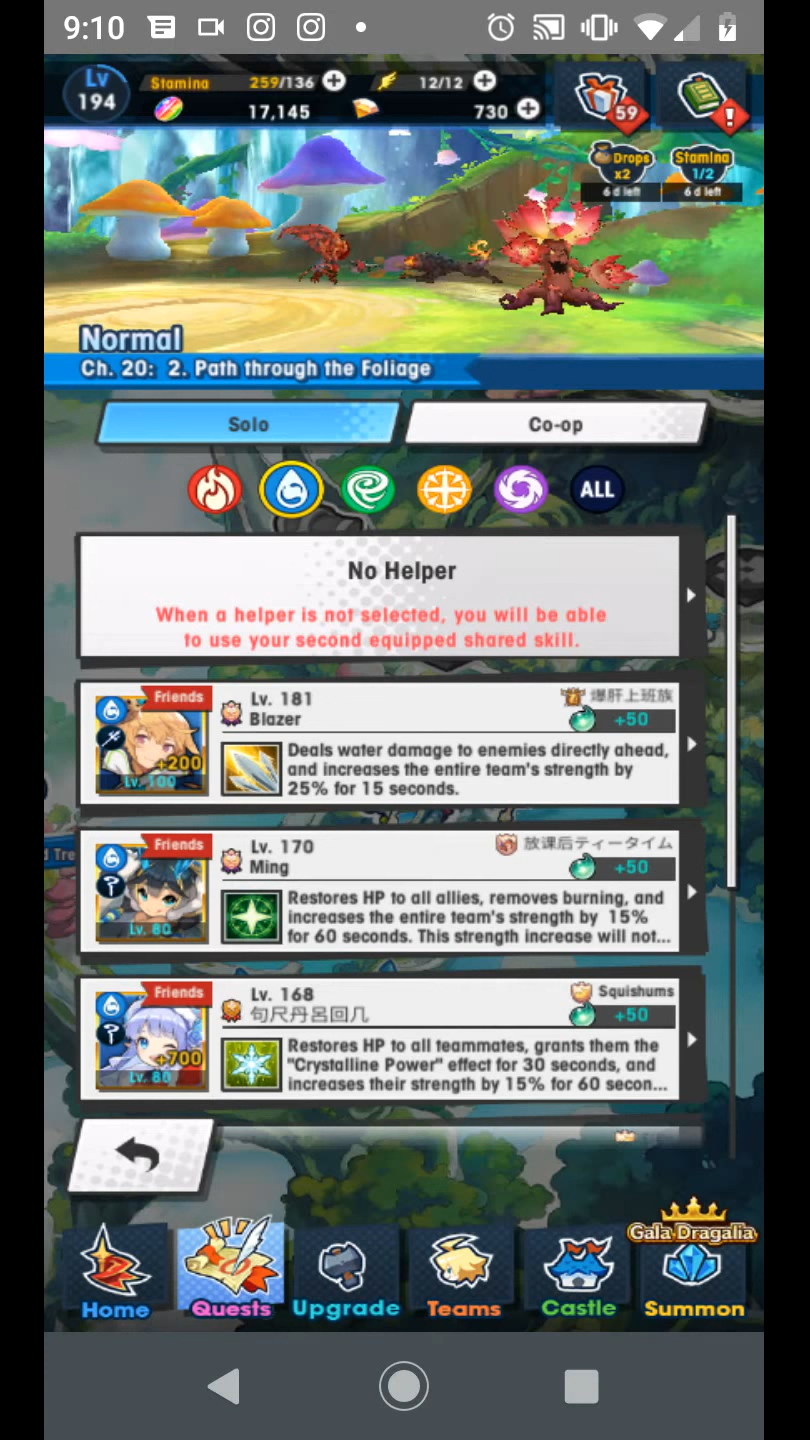 9:10
Lv
194
Stamina 259/136
12/12
17,145
730
59
Drops
x2
6 d left
Stamina
1/2
6 d left
Normal
Ch. 20: 2. Path through the Foliage
Solo
Co-op
ALL
No Helper
When a helper is not selected, you will be able
to use your second equipped shared skill.
Friends
Lv. 181
Blazer
爆肝上班族
+50
+200
Lv. 100
Deals water damage to enemies directly ahead,
and increases the entire team's strength by
25% for 15 seconds.
Friends
Lv. 170
Ming
放课后ティータイム
+50
Lv. 80
Restores HP to all allies, removes burning, and
increases the entire team's strength by 15%
for 60 seconds. This strength increase will not...
Friends
Lv. 168
句尺丹呂回几
Squishums
+50
+700
Lv. 80
Restores HP to all teammates, grants them the
"Crystalline Power" effect for 30 seconds, and
increases their strength by 15% for 60 secon...
Gala Dragalia
Home
Quests
Upgrade
Teams
Castle
Summon